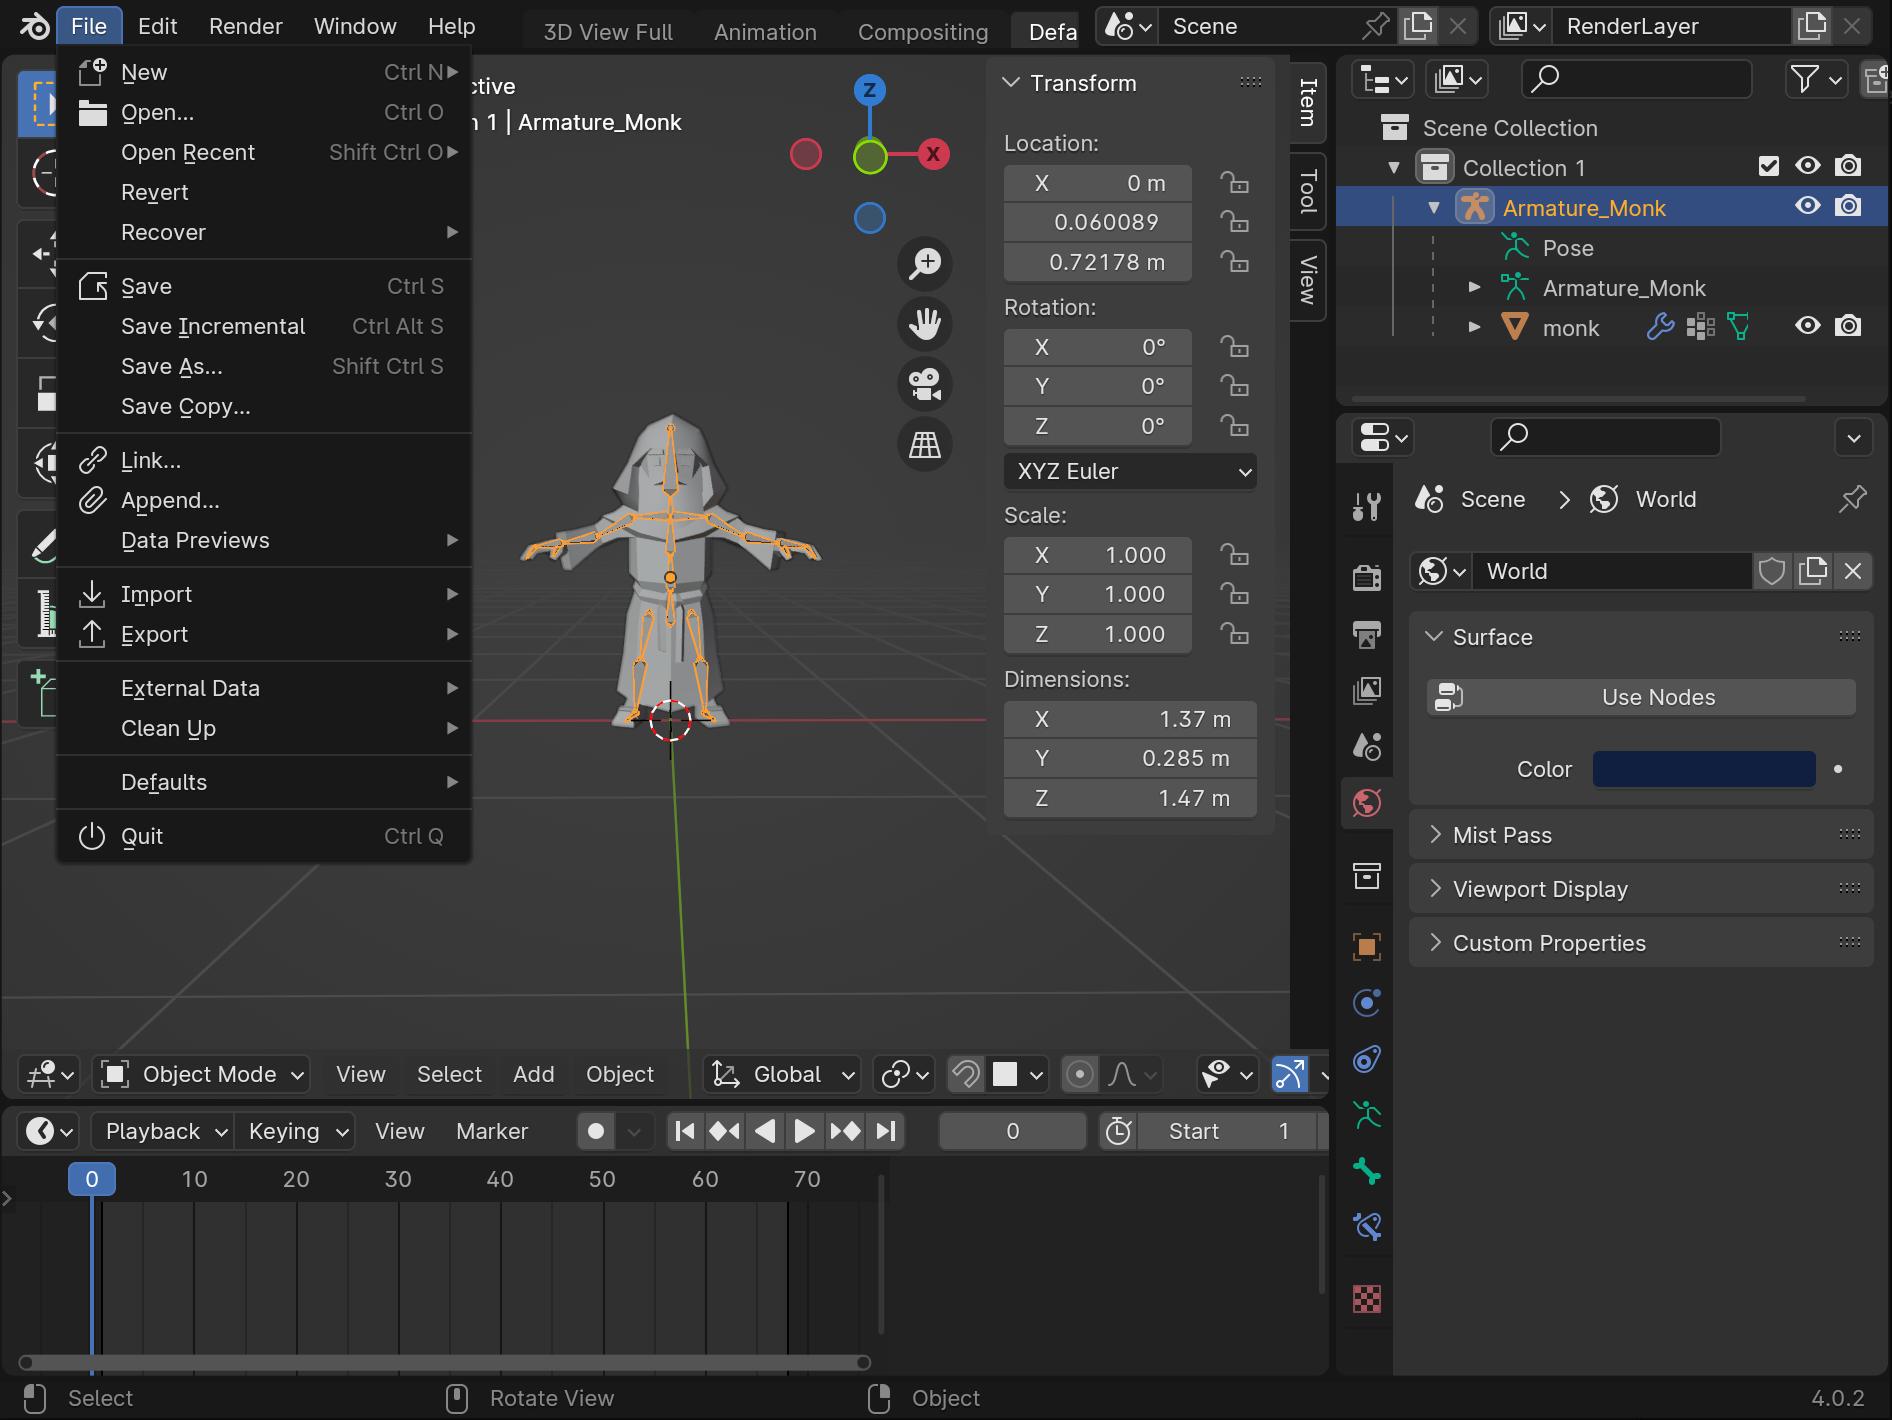 File Edit Render Window Help 3D View Full Animation Compositing Defa Scene RenderLayer
New Ctrl N
Open... Ctrl O
Open Recent Shift Ctrl O
Revert
Recover
Save Ctrl S
Save Incremental Ctrl Alt S
Save As... Shift Ctrl S
Save Copy...
Link...
Append...
Data Previews
Import
Export
External Data
Clean Up
Defaults
Quit Ctrl Q
ctive
1 | Armature_Monk
Z
X
Transform
Location:
X 0 m
0.060089
0.72178 m
Rotation:
X 0°
Y 0°
Z 0°
XYZ Euler
Scale:
X 1.000
Y 1.000
Z 1.000
Dimensions:
X 1.37 m
Y 0.285 m
Z 1.47 m
Item
Tool
View
Scene Collection
Collection 1
Armature_Monk
Pose
Armature_Monk
monk
Scene World
World
Surface
Use Nodes
Color
Mist Pass
Viewport Display
Custom Properties
Object Mode View Select Add Object Global
Playback Keying View Marker 0 Start 1
0 10 20 30 40 50 60 70
Select Rotate View Object 4.0.2